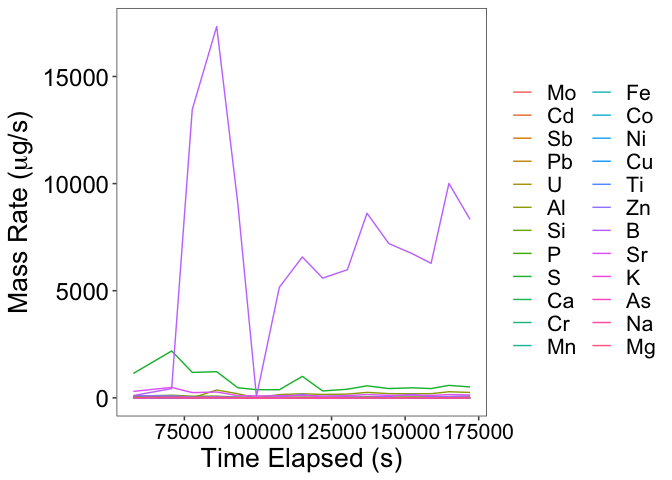 Mass Rate (μg/s)
15000
10000
5000
0
75000 100000 125000 150000 175000
Time Elapsed (s)
Mo Fe
Cd Co
Sb Ni
Pb Cu
U Ti
Al Zn
Si B
P Sr
S K
Ca As
Cr Na
Mn Mg